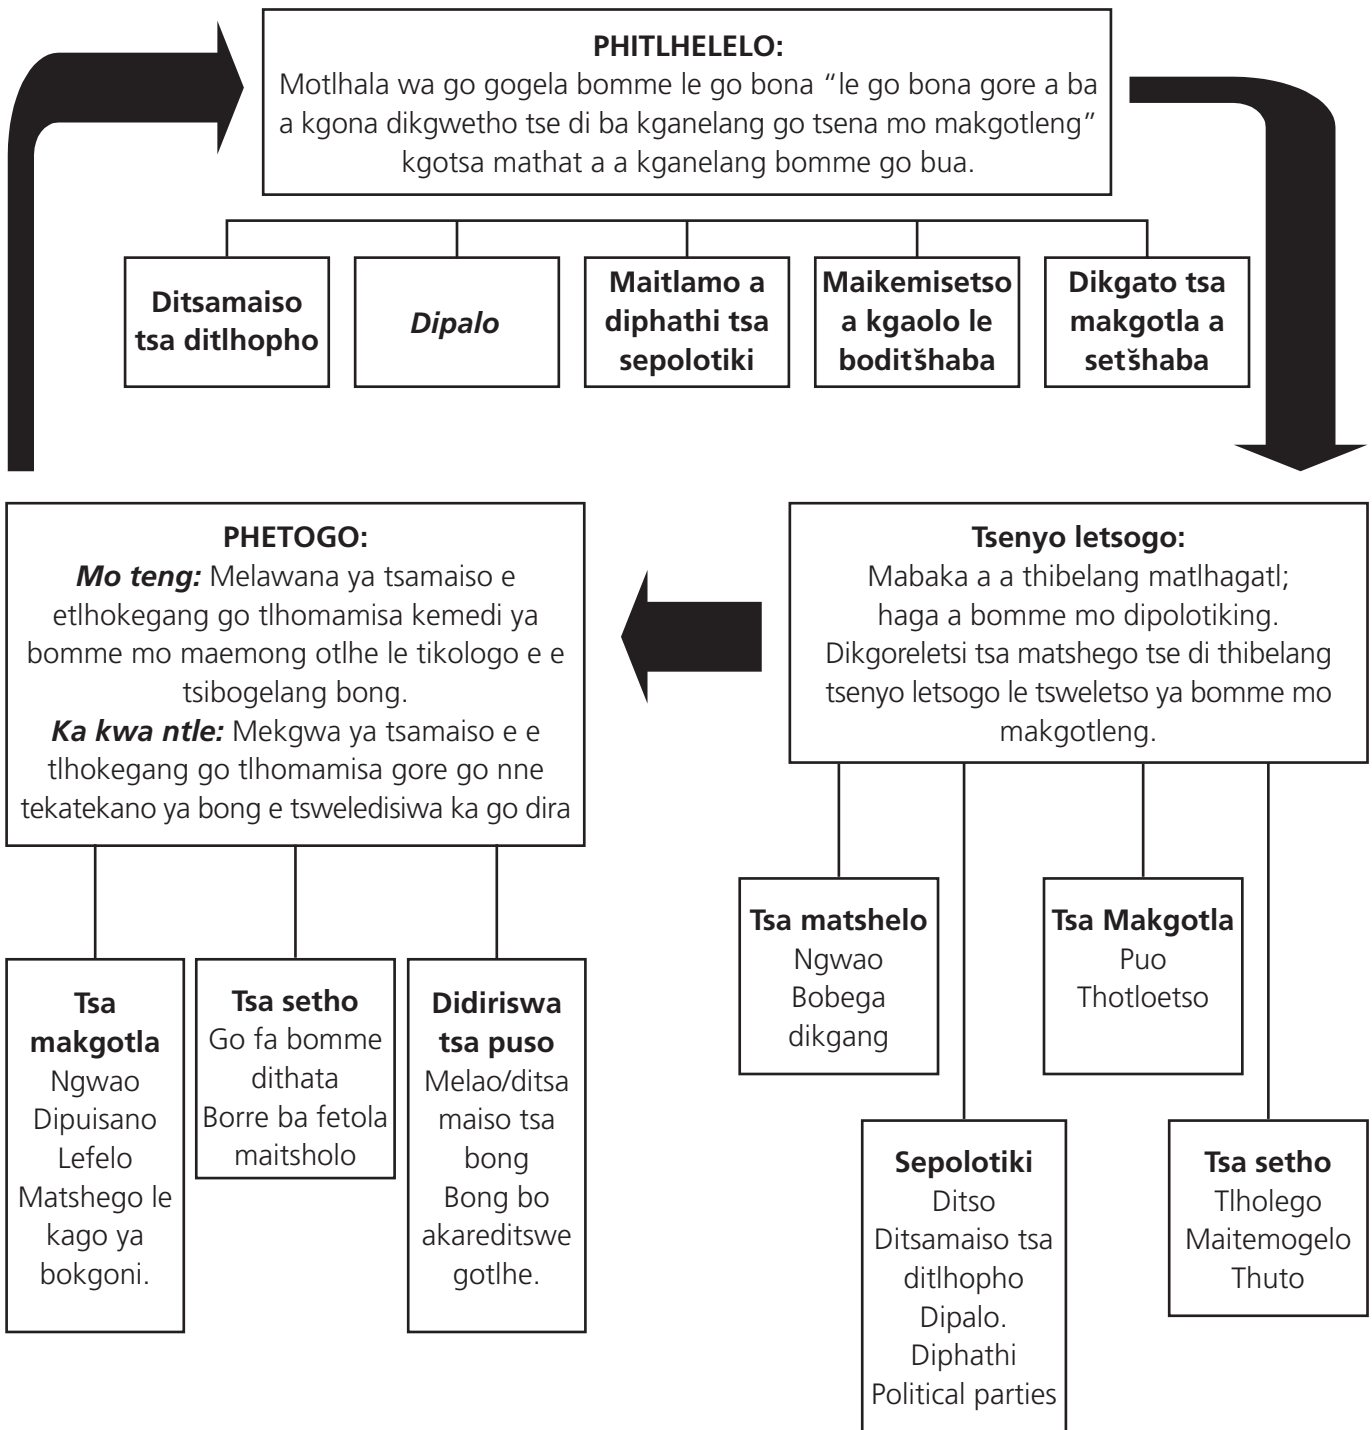 PHITLHELELO:
Motlhala wa go gogela bomme le go bona “le go bona gore a ba
a kgona dikgwetho tse di ba kganelang go tsena mo makgotleng”
kgotsa mathat a a kganelang bomme go bua.
Ditsamaiso
tsa ditlhopho
Dipalo
Maitlamo a
diphathi tsa
sepolotiki
Maikemisetso
a kgaolo le
boditšhaba
Dikgato tsa
makgotla a
setšhaba
PHETOGO:
Mo teng: Melawana ya tsamaiso e
etlhokegang go tlhomamisa kemedi ya
bomme mo maemong otlhe le tikologo e e
tsibogelang bong.
Ka kwa ntle: Mekgwa ya tsamaiso e e
tlhokegang go tlhomamisa gore go nne
tekatekano ya bong e tsweledisiwa ka go dira
Tsa
makgotla
Ngwao
Dipuisano
Lefelo
Matshego le
kago ya
bokgoni.
Tsa setho
Go fa bomme
dithata
Borre ba fetola
maitsholo
Didiriswa
tsa puso
Melao/ditsa
maiso tsa
bong
Bong bo
akareditswe
gotlhe.
Tsenyo letsogo:
Mabaka a a thibelang matlhagatl;
haga a bomme mo dipolotiking.
Dikgoreletsi tsa matshego tse di thibelang
tsenyo letsogo le tsweletso ya bomme mo
makgotleng.
Tsa matshelo
Ngwao
Bobega
dikgang
Tsa Makgotla
Puo
Thotloetso
Sepolotiki
Ditso
Ditsamaiso tsa
ditlhopho
Dipalo.
Diphathi
Political parties
Tsa setho
Tlholego
Maitemogelo
Thuto